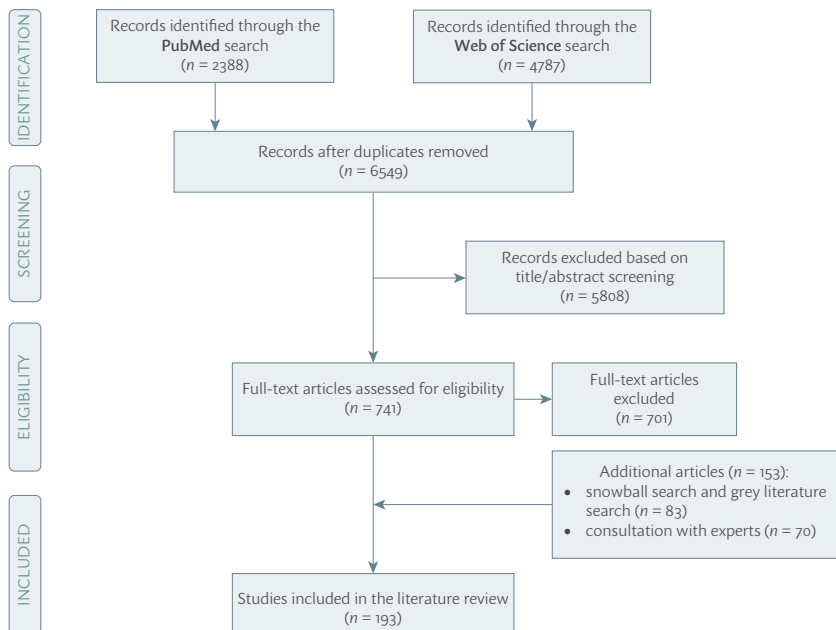 IDENTIFICATION
Records identified through the
PubMed search
(n = 2388)
Records identified through the
Web of Science search
(n = 4787)
Records after duplicates removed
(n = 6549)
SCREENING
Records excluded based on
title/abstract screening
(n = 5808)
ELIGIBILITY
Full-text articles assessed for eligibility
(n = 741)
Full-text articles
excluded
(n = 701)
Additional articles (n = 153):
• snowball search and grey literature
search (n = 83)
• consultation with experts (n = 70)
INCLUDED
Studies included in the literature review
(n = 193)